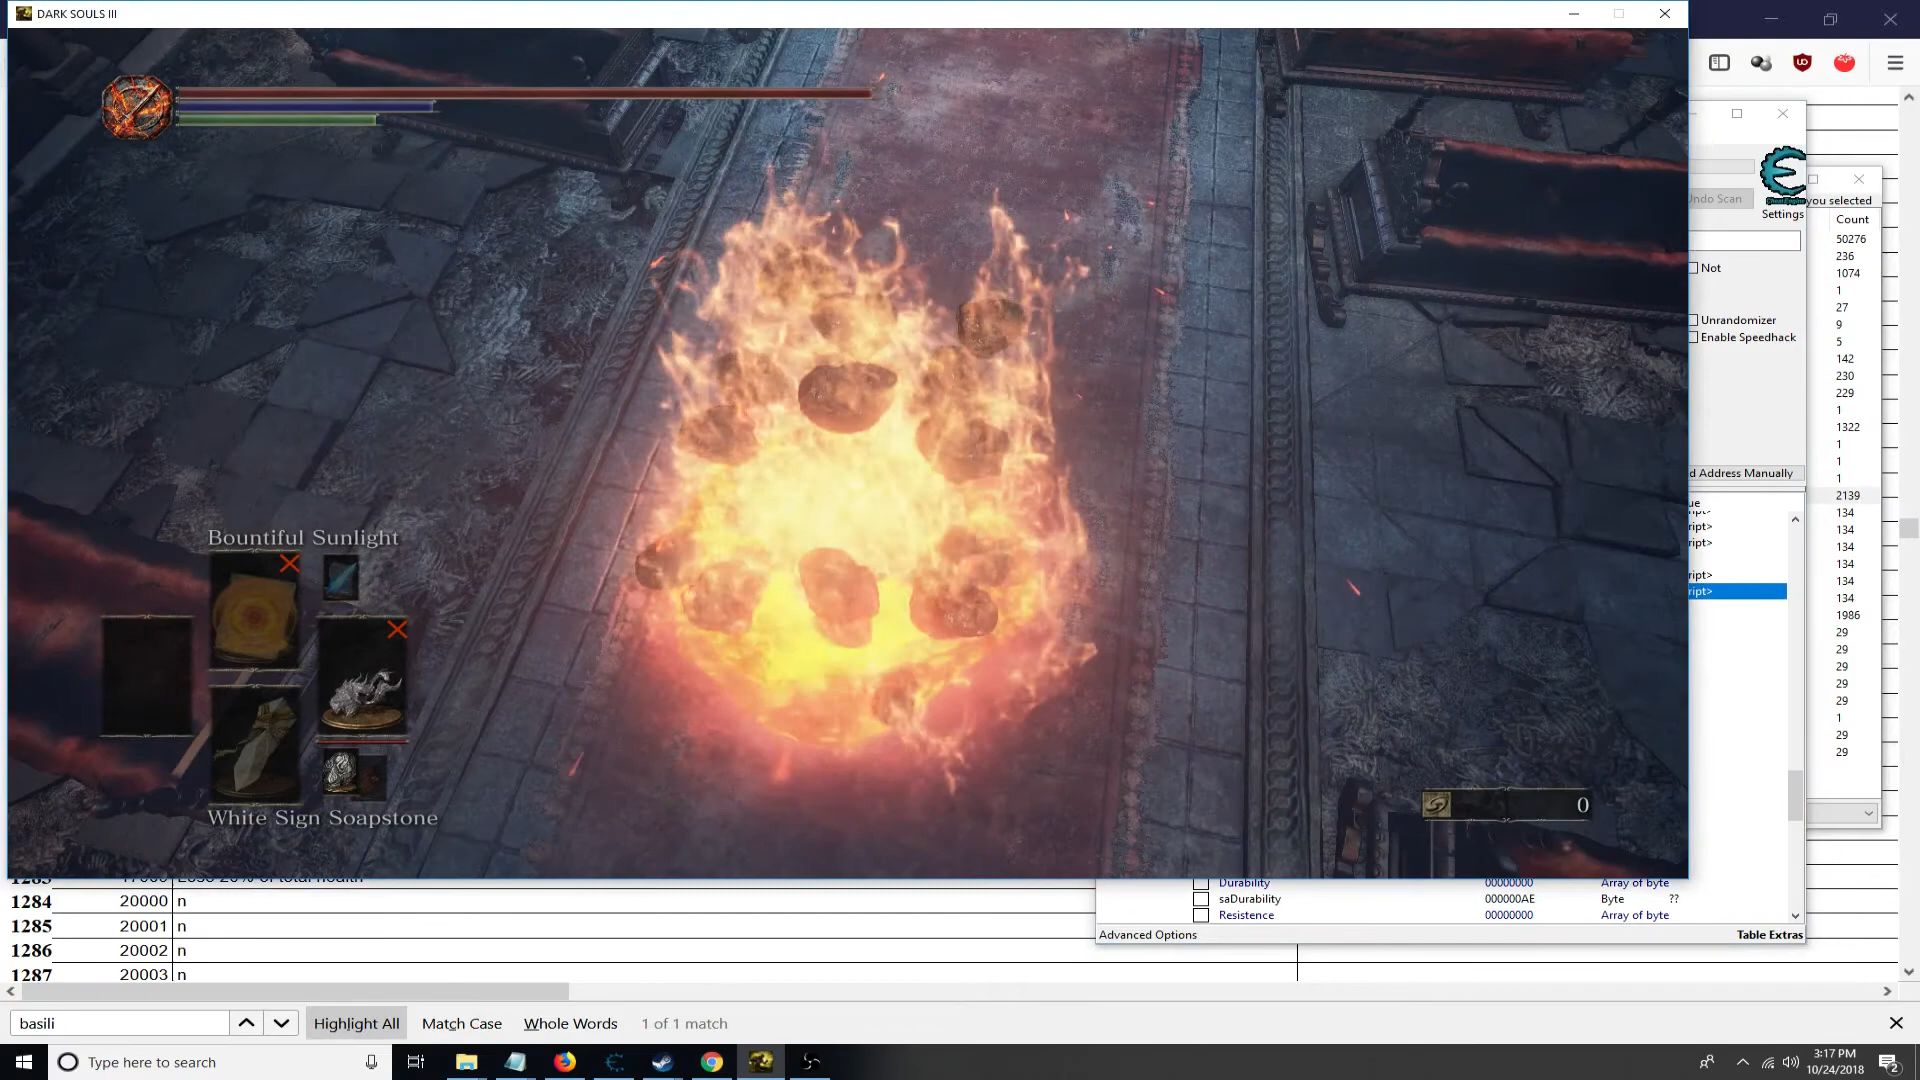 DARK SOULS III
Bountiful Sunlight
White Sign Soapstone
0
Undo Scan
Settings
you selected
Count
50276
236
1074
1
27
9
5
142
230
229
1
1322
1
1
1
2139
134
134
134
134
134
134
1986
29
29
29
29
29
1
29
29
Not
Unrandomizer
Enable Speedhack
d Address Manually
ue
ript>
ript>
ript>
ript>
Durability 00000000 Array of byte
saDurability 000000AE Byte ??
Resistence 00000000 Array of byte
Advanced Options Table Extras
1284 20000 n
1285 20001 n
1286 20002 n
1287 20003 n
basili Highlight All Match Case Whole Words 1 of 1 match
Type here to search
3:17 PM
10/24/2018
2